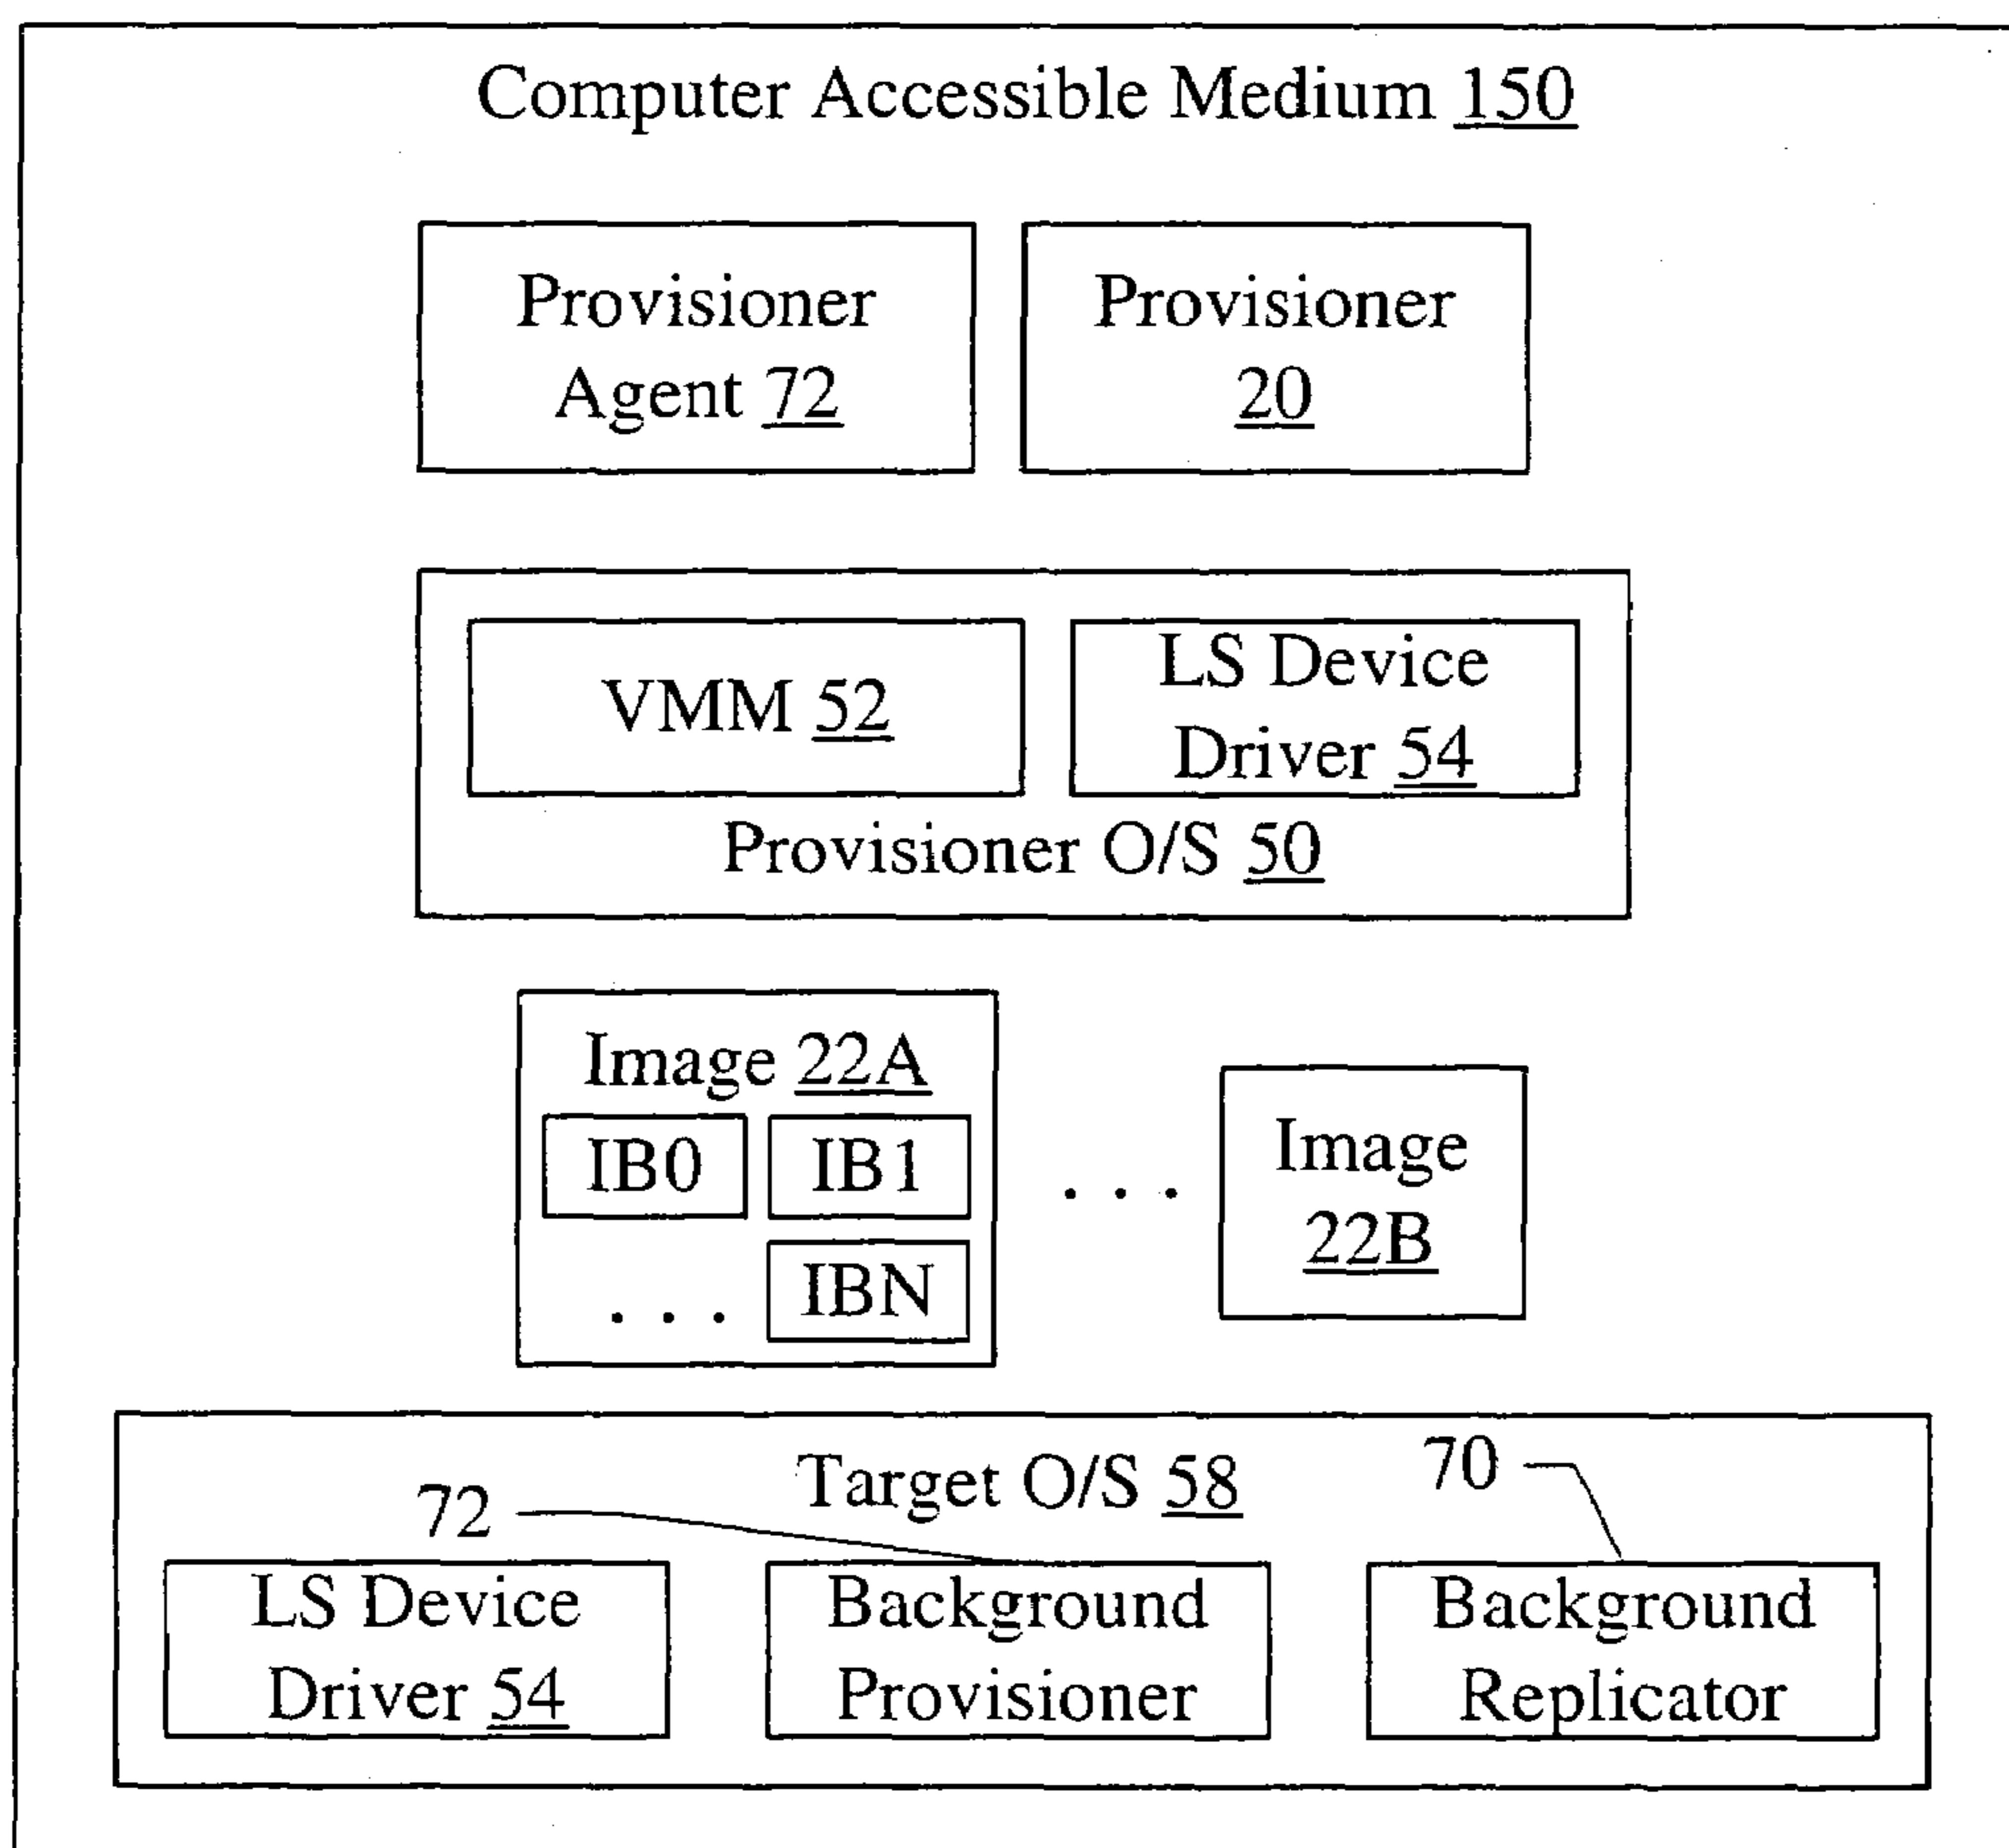 Computer Accessible Medium 150
Provisioner
Agent 72
Provisioner
20
VMM 52
LS Device
Driver 54
Provisioner O/S 50
Image 22A
IB0
IB1
. . .
IBN
. . .
Image
22B
Target O/S 58
72
70
LS Device
Driver 54
Background
Provisioner
Background
Replicator